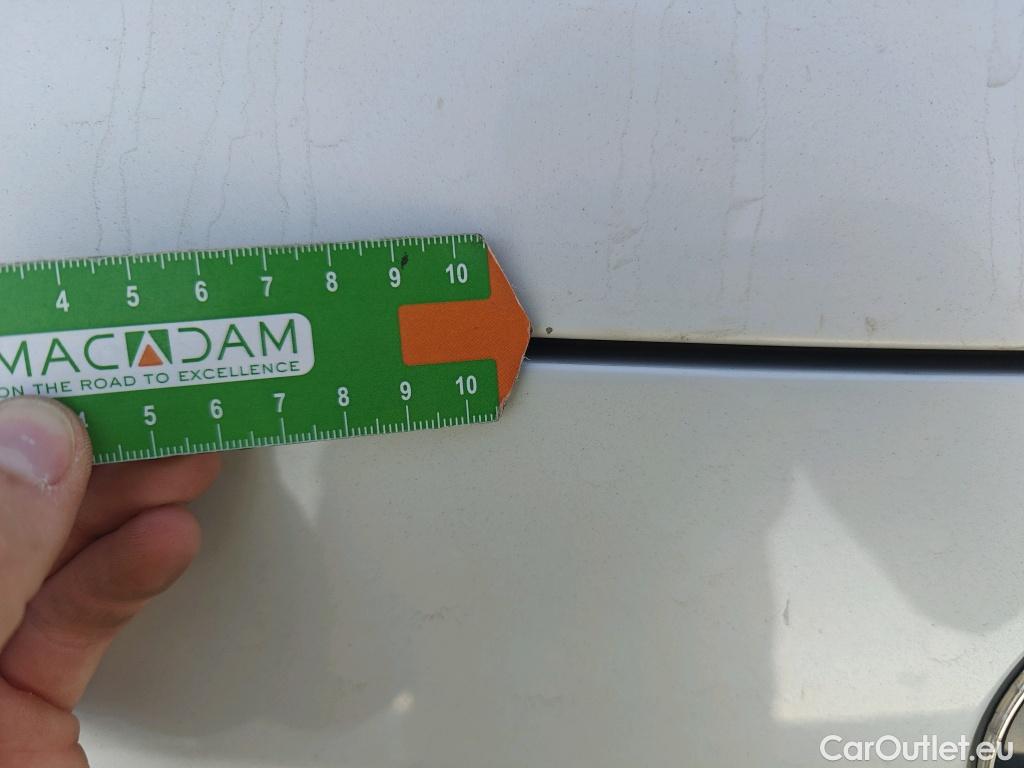 4 5 6 7 8 9 10
MACADAM
ON THE ROAD TO EXCELLENCE
5 6 7 8 9 10
CarOutlet.eu